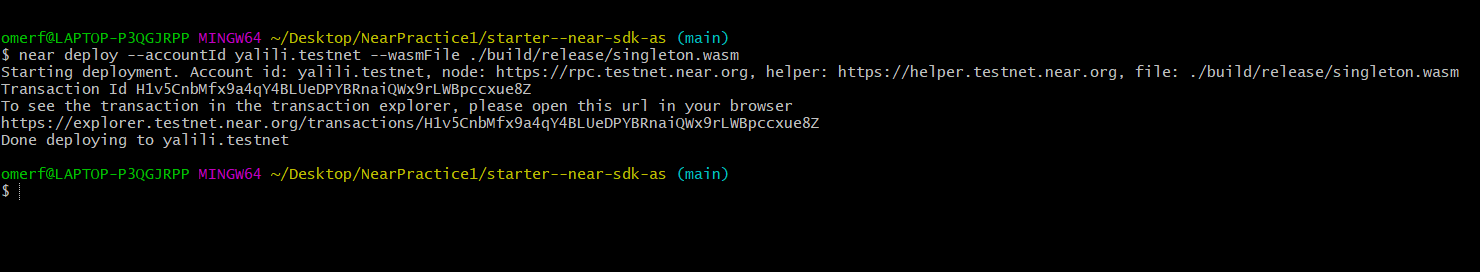 omerf@LAPTOP-P3QGJRPP MINGW64 ~/Desktop/NearPractice1/starter--near-sdk-as (main)
$ near deploy --accountId yalili.testnet --wasmFile ./build/release/singleton.wasm
Starting deployment. Account id: yalili.testnet, node: https://rpc.testnet.near.org, helper: https://helper.testnet.near.org, file: ./build/release/singleton.wasm
Transaction Id H1v5CnbMfx9a4qY4BLUeDPYBRnaiQWx9rLWBpccxue8Z
To see the transaction in the transaction explorer, please open this url in your browser
https://explorer.testnet.near.org/transactions/H1v5CnbMfx9a4qY4BLUeDPYBRnaiQWx9rLWBpccxue8Z
Done deploying to yalili.testnet
omerf@LAPTOP-P3QGJRPP MINGW64 ~/Desktop/NearPractice1/starter--near-sdk-as (main)
$